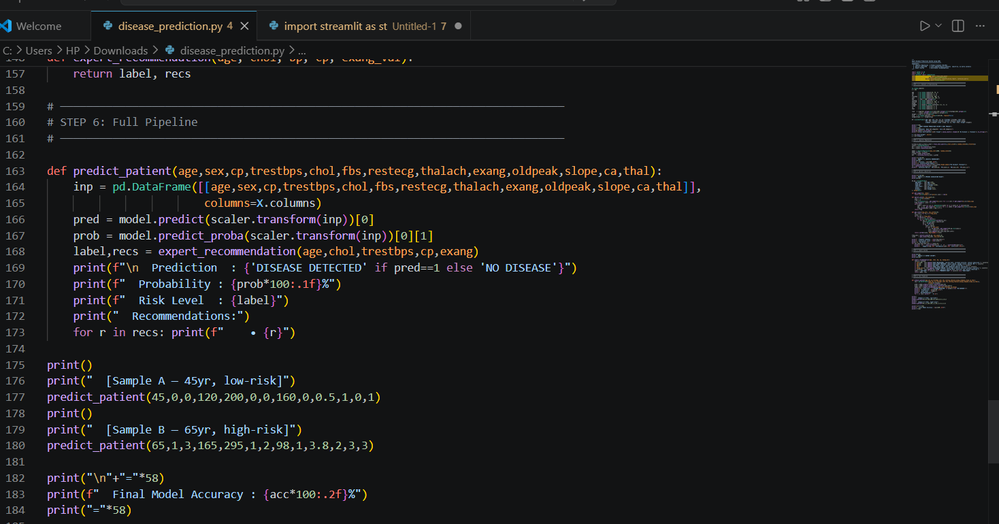 Welcome
disease_prediction.py 4
import streamlit as st Untitled-1 7
C: > Users > HP > Downloads > disease_prediction.py > ...
157 return label, recs
158
159 # ──────────────────────────────────────────────
160 # STEP 6: Full Pipeline
161 # ──────────────────────────────────────────────
162
163 def predict_patient(age,sex,cp,trestbps,chol,fbs,restecg,thalach,exang,oldpeak,slope,ca,thal):
164     inp = pd.DataFrame([[age,sex,cp,trestbps,chol,fbs,restecg,thalach,exang,oldpeak,slope,ca,thal]],
165                         columns=X.columns)
166     pred = model.predict(scaler.transform(inp))[0]
167     prob = model.predict_proba(scaler.transform(inp))[0][1]
168     label,recs = expert_recommendation(age,chol,trestbps,cp,exang)
169     print(f"\n  Prediction  : {'DISEASE DETECTED' if pred==1 else 'NO DISEASE'}")
170     print(f"  Probability : {prob*100:.1f}%")
171     print(f"  Risk Level  : {label}")
172     print("  Recommendations:")
173     for r in recs: print(f"    • {r}")
174
175 print()
176 print("  [Sample A — 45yr, low-risk]")
177 predict_patient(45,0,0,120,200,0,0,160,0,0.5,1,0,1)
178 print()
179 print("  [Sample B — 65yr, high-risk]")
180 predict_patient(65,1,3,165,295,1,2,98,1,3.8,2,3,3)
181
182 print("\n"+"="*58)
183 print(f"  Final Model Accuracy : {acc*100:.2f}%")
184 print("="*58)